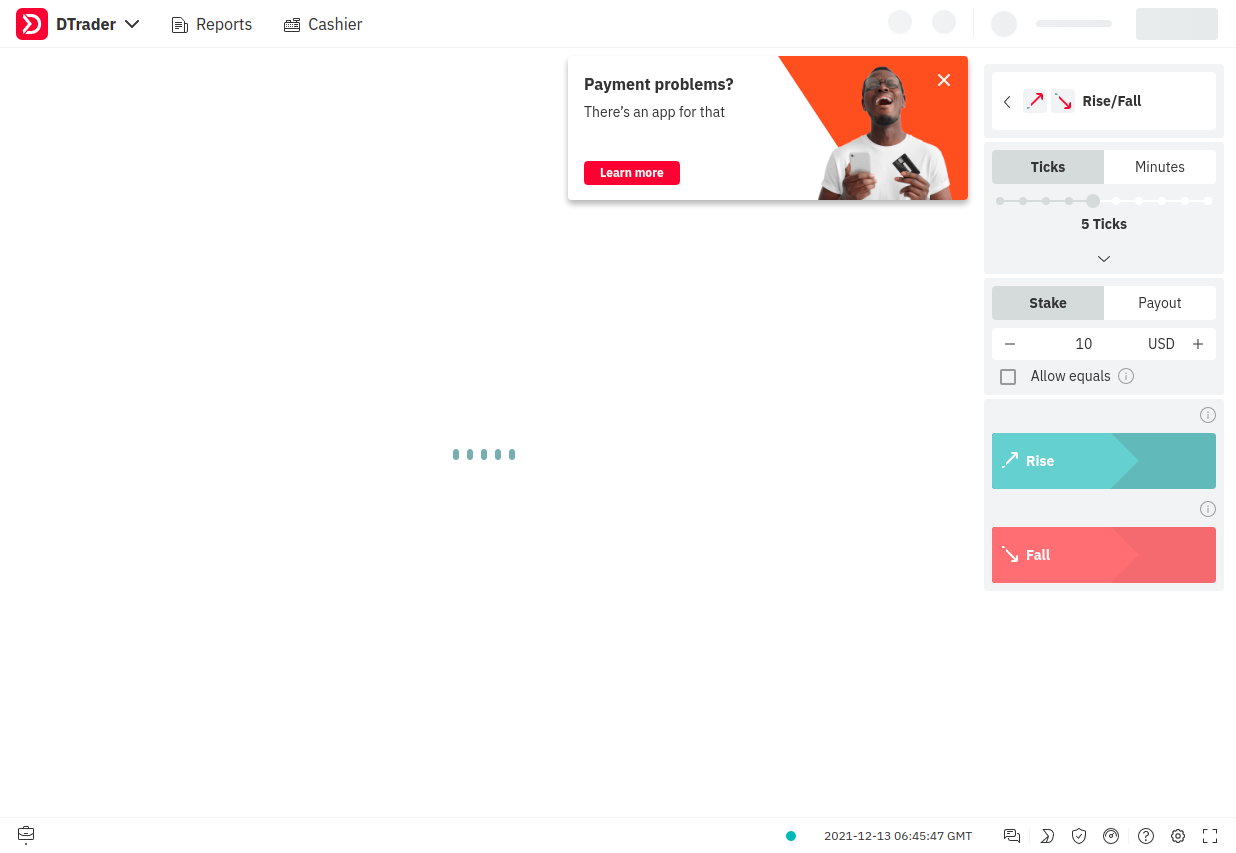 DTrader
Reports
Cashier
Payment problems?
There's an app for that
Learn more
Rise/Fall
Ticks
Minutes
5 Ticks
Stake
Payout
10
USD
Allow equals
Rise
Fall
2021-12-13 06:45:47 GMT